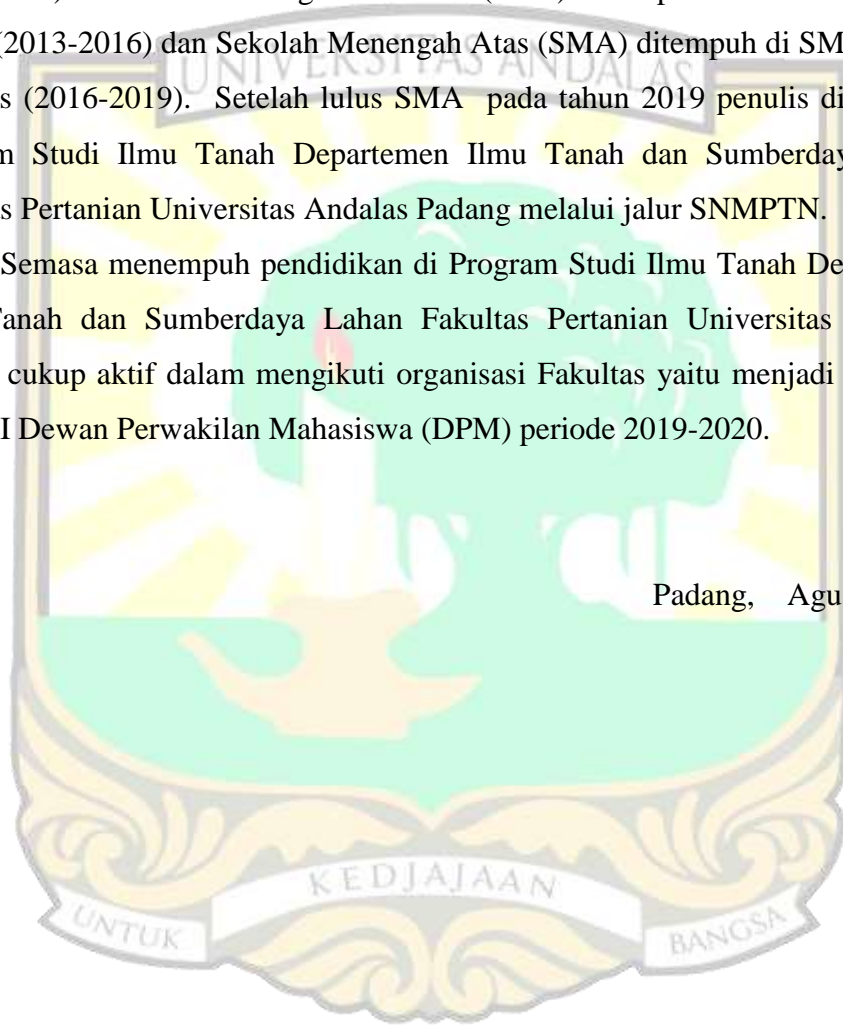 (2013-2016) dan Sekolah Menengah Atas (SMA) ditempuh di SM
s (2016-2019). Setelah lulus SMA pada tahun 2019 penulis di
m Studi Ilmu Tanah Departemen Ilmu Tanah dan Sumberday
s Pertanian Universitas Andalas Padang melalui jalur SNMPTN.
Semasa menempuh pendidikan di Program Studi Ilmu Tanah De
anah dan Sumberdaya Lahan Fakultas Pertanian Universitas
cukup aktif dalam mengikuti organisasi Fakultas yaitu menjadi
I Dewan Perwakilan Mahasiswa (DPM) periode 2019-2020.
Padang, Agu
UNIVERSITAS ANDALAS
UNTUK KEDJAJAAN BANGSA